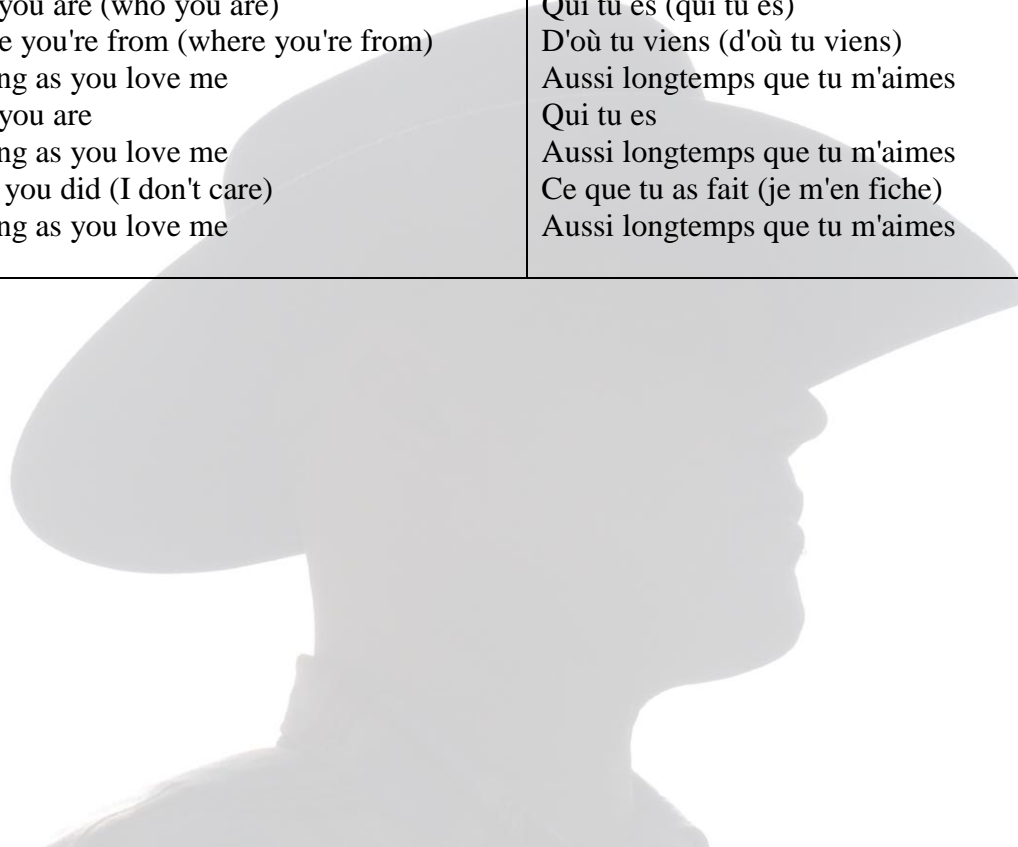 you are (who you are)
e you're from (where you're from)
ng as you love me
you are
ng as you love me
you did (I don't care)
ng as you love me
Qui tu es (qui tu es)
D'où tu viens (d'où tu viens)
Aussi longtemps que tu m'aimes
Qui tu es
Aussi longtemps que tu m'aimes
Ce que tu as fait (je m'en fiche)
Aussi longtemps que tu m'aimes